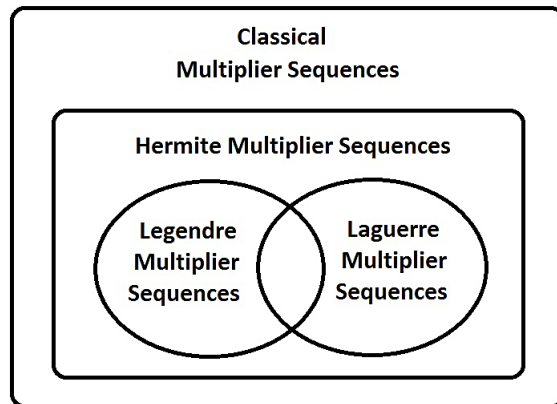 Classical
Multiplier Sequences
Hermite Multiplier Sequences
Legendre
Multiplier
Sequences
Laguerre
Multiplier
Sequences